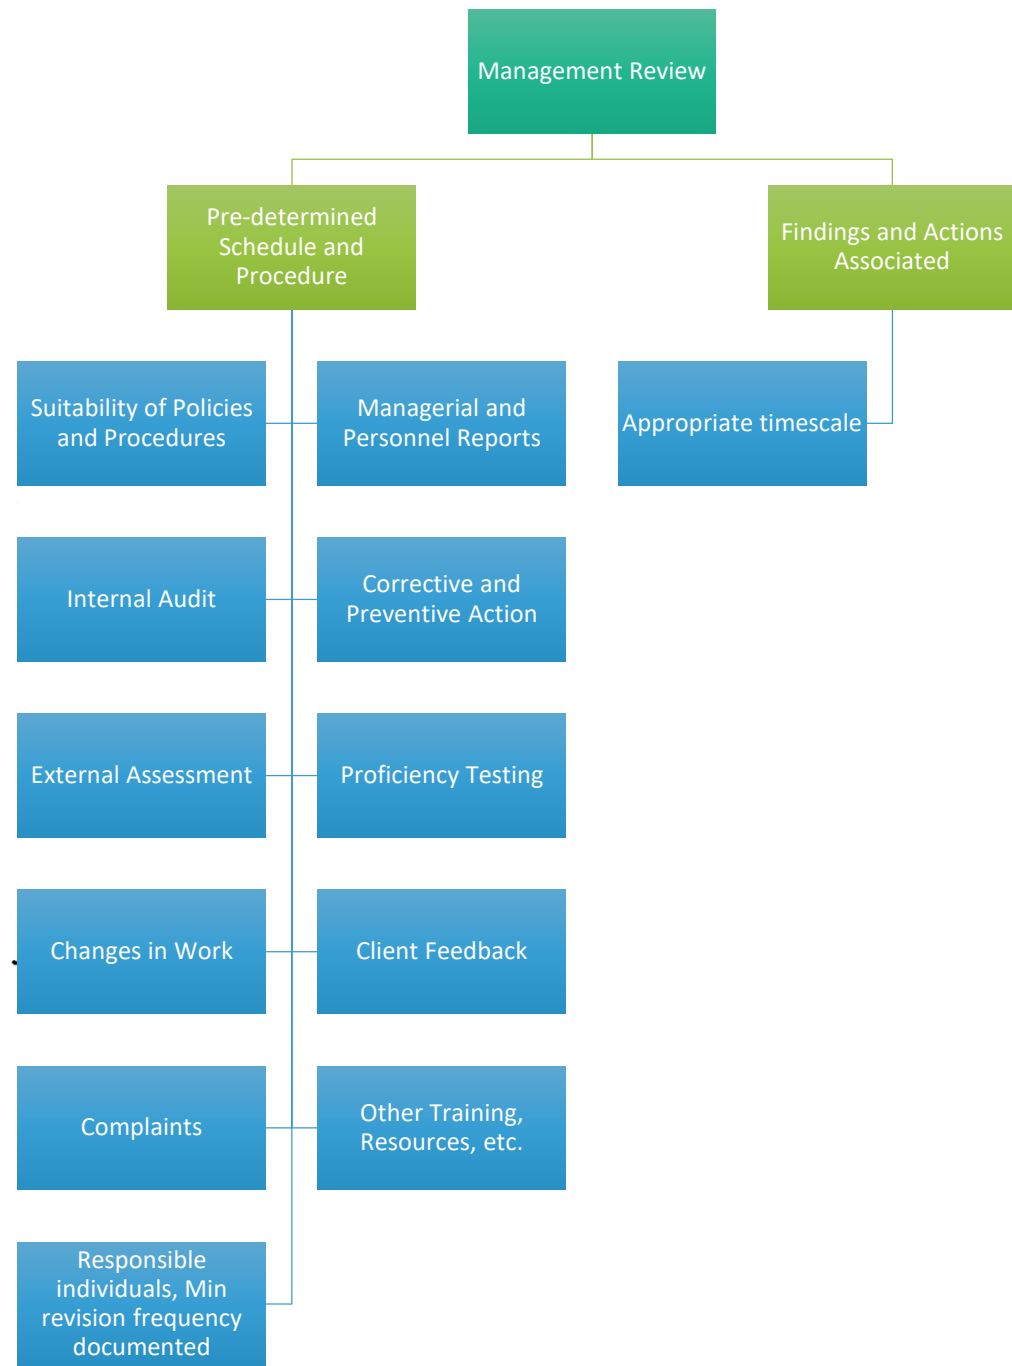 Management Review
Pre-determined
Schedule and
Procedure
Findings and Actions
Associated
Suitability of Policies
and Procedures
Managerial and
Personnel Reports
Appropriate timescale
Internal Audit
Corrective and
Preventive Action
External Assessment
Proficiency Testing
Changes in Work
Client Feedback
Complaints
Other Training,
Resources, etc.
Responsible
individuals, Min
revision frequency
documented